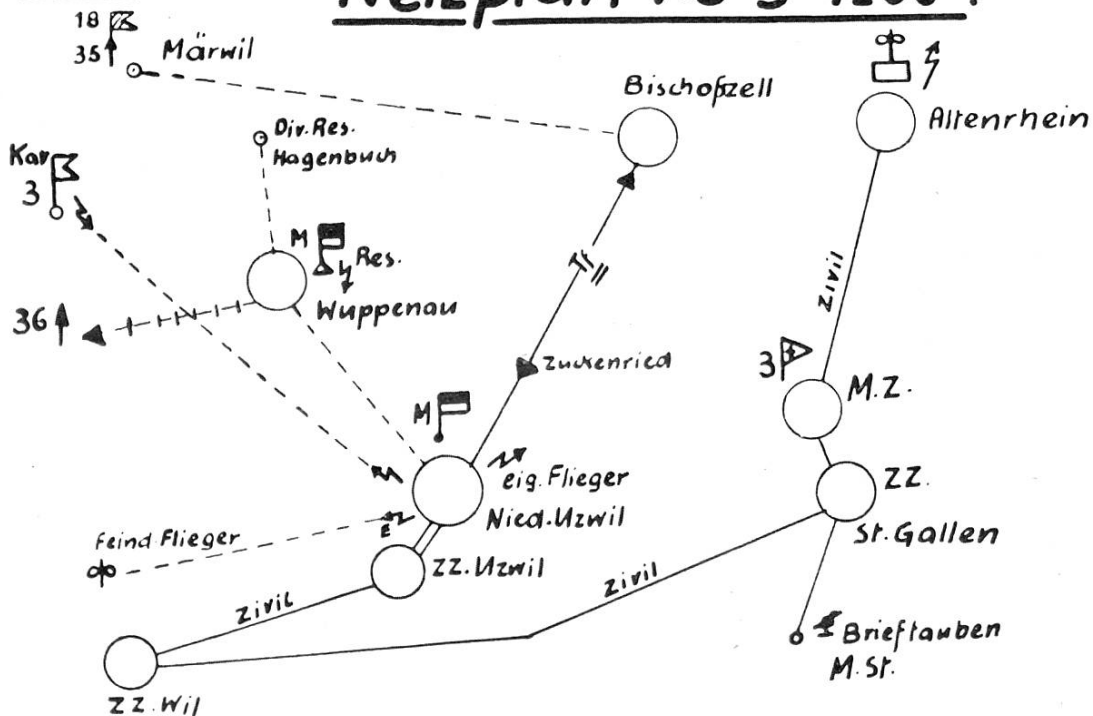 18
35
Märwil
Bischoßzell
Altenrhein
Div. Res.
Hagenbuch
Kav
3
M
Res.
Wuppenau
36
Zivil
Zuckenried
3
M.Z.
M
eig. Flieger
Nied. Uzwil
ZZ.
St. Gallen
E
Feind Flieger
ZZ. Uzwil
Zivil
Zivil
Brieftauben
M. St.
ZZ. Wil